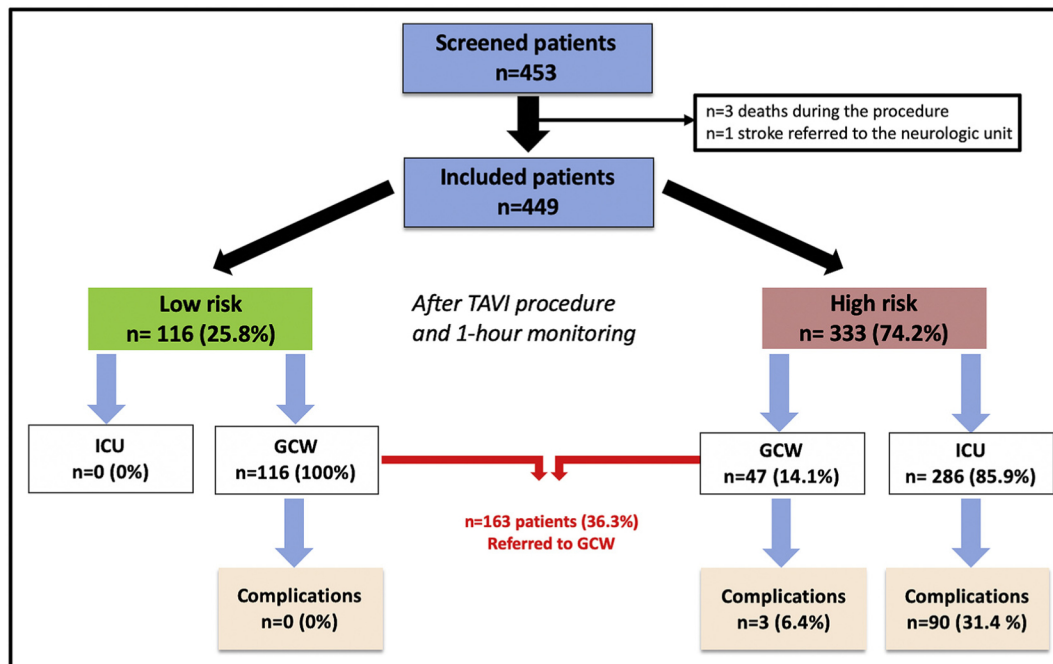 Screened patients
n=453
n=3 deaths during the procedure
n=1 stroke referred to the neurologic unit
Included patients
n=449
Low risk
n= 116 (25.8%)
After TAVI procedure
and 1-hour monitoring
High risk
n= 333 (74.2%)
ICU
n=0 (0%)
GCW
n=116 (100%)
GCW
n=47 (14.1%)
ICU
n= 286 (85.9%)
n=163 patients (36.3%)
Referred to GCW
Complications
n=0 (0%)
Complications
n=3 (6.4%)
Complications
n=90 (31.4 %)